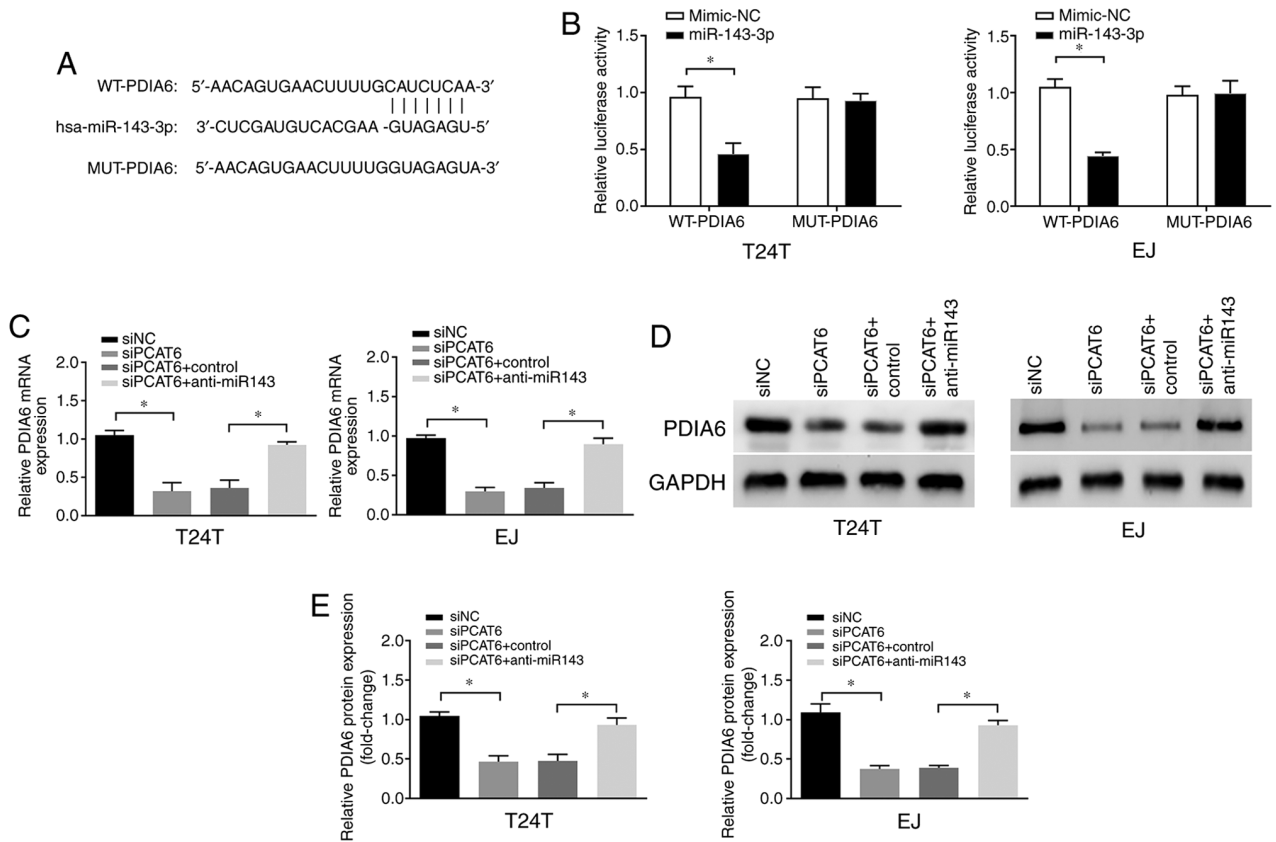 A
WT-PDIA6: 5′-AACAGUGAACUUUUGCAUCUCAA-3′
hsa-miR-143-3p: 3′-CUCGAUGUCACGAA -GUAGAGU-5′
MUT-PDIA6: 5′-AACAGUGAACUUUUGGUAGAGUA-3′
B
Relative luciferase activity
1.5
1.0
0.5
0.0
Mimic-NC
miR-143-3p
*
WT-PDIA6 MUT-PDIA6
T24T
Relative luciferase activity
1.5
1.0
0.5
0.0
Mimic-NC
miR-143-3p
*
WT-PDIA6 MUT-PDIA6
EJ
C
Relative PDIA6 mRNA
expression
2.0
1.5
1.0
0.5
0.0
siNC
siPCAT6
siPCAT6+control
siPCAT6+anti-miR143
* *
T24T
Relative PDIA6 mRNA
expression
2.0
1.5
1.0
0.5
0.0
siNC
siPCAT6
siPCAT6+control
siPCAT6+anti-miR143
* *
EJ
D
siNC
siPCAT6
siPCAT6+
control
siPCAT6+
anti-miR143
siNC
siPCAT6
siPCAT6+
control
siPCAT6+
anti-miR143
PDIA6
GAPDH
T24T
EJ
E
Relative PDIA6 protein expression
(fold-change)
2.0
1.5
1.0
0.5
0.0
siNC
siPCAT6
siPCAT6+control
siPCAT6+anti-miR143
* *
T24T
Relative PDIA6 protein expression
(fold-change)
2.0
1.5
1.0
0.5
0.0
siNC
siPCAT6
siPCAT6+control
siPCAT6+anti-miR143
* *
EJ